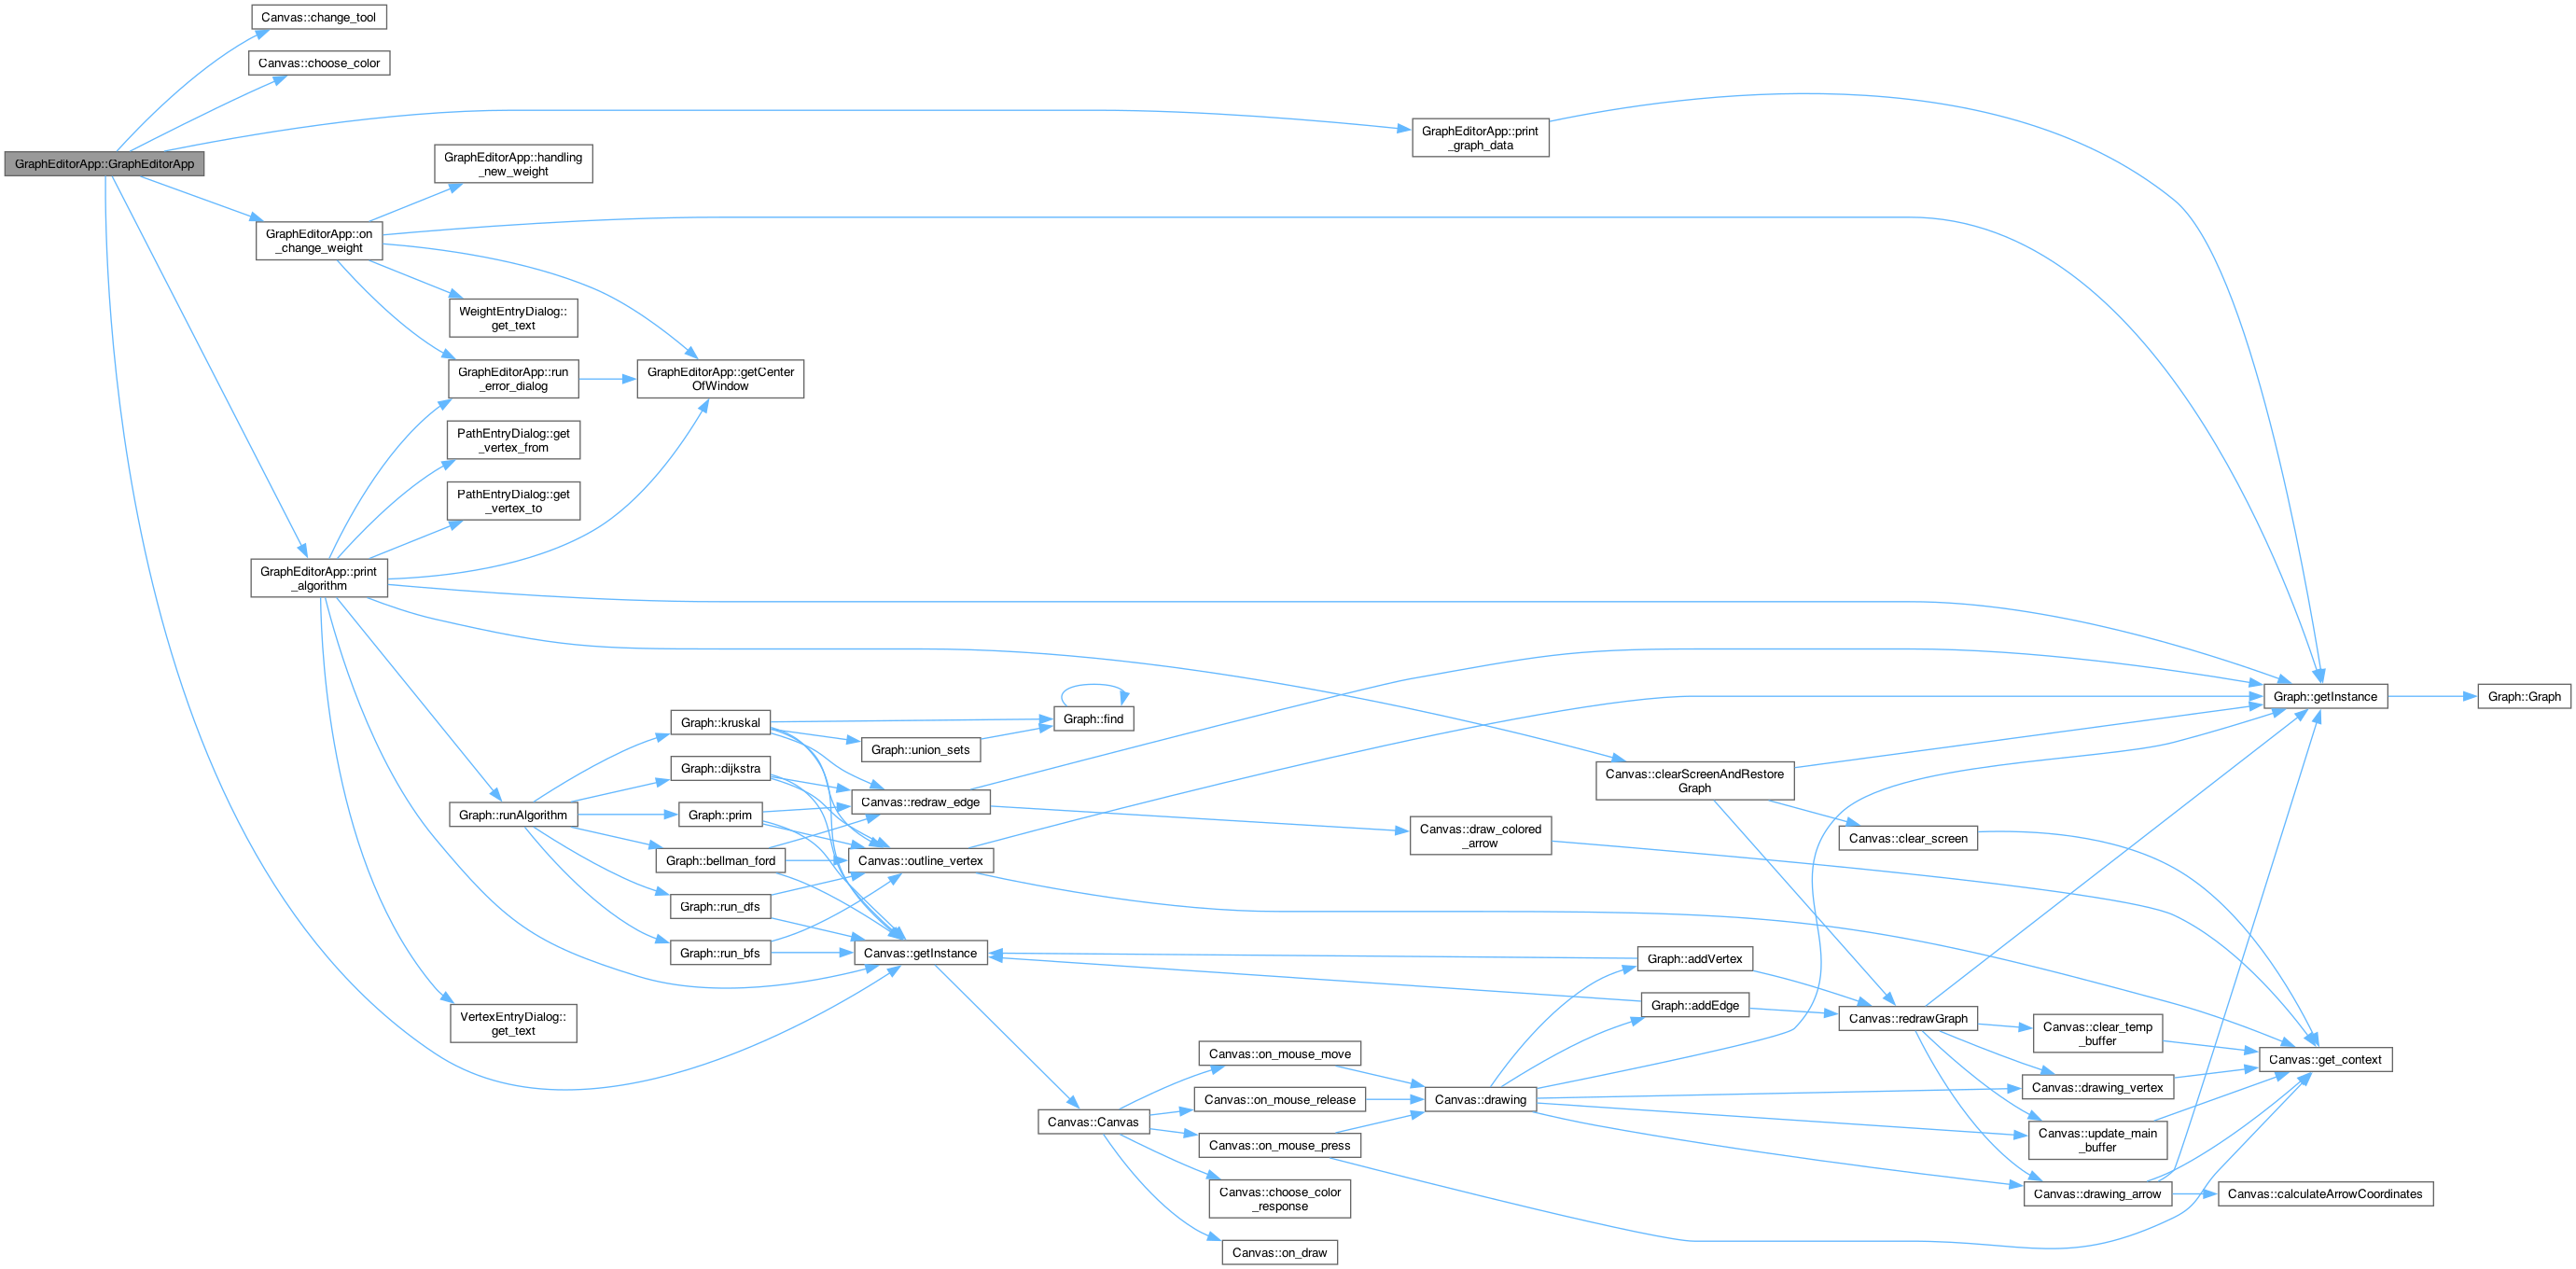 Canvas::change_tool
Canvas::choose_color
GraphEditorApp::print
_graph_data
GraphEditorApp::GraphEditorApp
GraphEditorApp::handling
_new_weight
GraphEditorApp::on
_change_weight
WeightEntryDialog::
get_text
GraphEditorApp::run
_error_dialog
GraphEditorApp::getCenter
OfWindow
PathEntryDialog::get
_vertex_from
PathEntryDialog::get
_vertex_to
GraphEditorApp::print
_algorithm
Graph::getInstance
Graph::Graph
Graph::kruskal
Graph::find
Graph::union_sets
Graph::dijkstra
Canvas::clearScreenAndRestore
Graph
Canvas::redraw_edge
Graph::runAlgorithm
Graph::prim
Canvas::draw_colored
_arrow
Canvas::clear_screen
Graph::bellman_ford
Canvas::outline_vertex
Graph::run_dfs
Graph::run_bfs
Canvas::getInstance
Graph::addVertex
Graph::addEdge
VertexEntryDialog::
get_text
Canvas::redrawGraph
Canvas::clear_temp
_buffer
Canvas::on_mouse_move
Canvas::get_context
Canvas::drawing_vertex
Canvas::on_mouse_release
Canvas::drawing
Canvas::Canvas
Canvas::update_main
_buffer
Canvas::on_mouse_press
Canvas::drawing_arrow
Canvas::calculateArrowCoordinates
Canvas::choose_color
_response
Canvas::on_draw